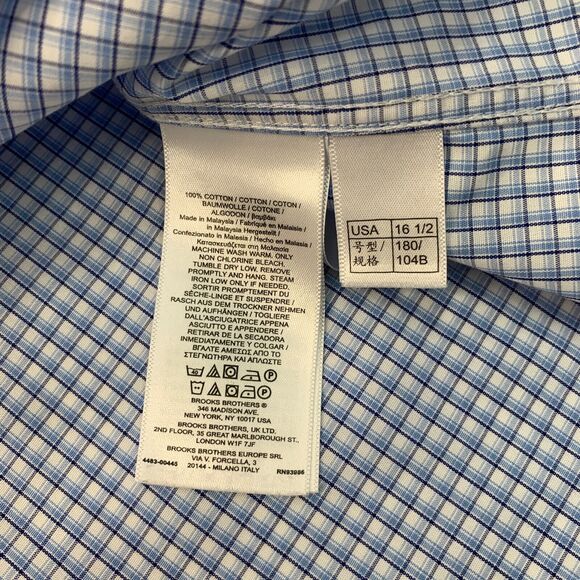 100% COTTON / COTTON / COTON /
BAUMWOLLE / COTONE /
ALGODON / βαμβάκι
Made in Malaysia / Fabriqué en Malaisie /
in Malaysia Hergestellt /
Confezionato in Malesia / Hecho en Malasia /
Κατασκευάζεται στη Μαλαισία
MACHINE WASH WARM, ONLY
NON CHLORINE BLEACH,
TUMBLE DRY LOW, REMOVE
PROMPTLY AND HANG. STEAM
IRON LOW ONLY IF NEEDED.
SORTIR PROMPTEMENT DU
SÈCHE-LINGE ET SUSPENDRE /
RASCH AUS DEM TROCKNER NEHMEN
UND AUFHÄNGEN / TOGLIERE
DALL'ASCIUGATRICE APPENA
ASCIUTTO E APPENDERE /
RETIRAR DE LA SECADORA
INMEDIATAMENTE Y COLGAR /
ΒΓΑΛΤΕ ΑΜΕΣΩΣ ΑΠΟ ΤΟ
ΣΤΕΓΝΩΤΗΡΑ ΚΑΙ ΑΠΛΩΣΤΕ
BROOKS BROTHERS ®
346 MADISON AVE,
NEW YORK, NY 10017 USA
BROOKS BROTHERS, UK LTD.
2ND FLOOR, 35 GREAT MARLBOROUGH ST.,
LONDON W1F 7JF
BROOKS BROTHERS EUROPE SRL
VIA V. FORCELLA, 3
4483-00445 20144 - MILANO ITALY RN93986
USA 16 1/2
号型/ 180/
规格 104B